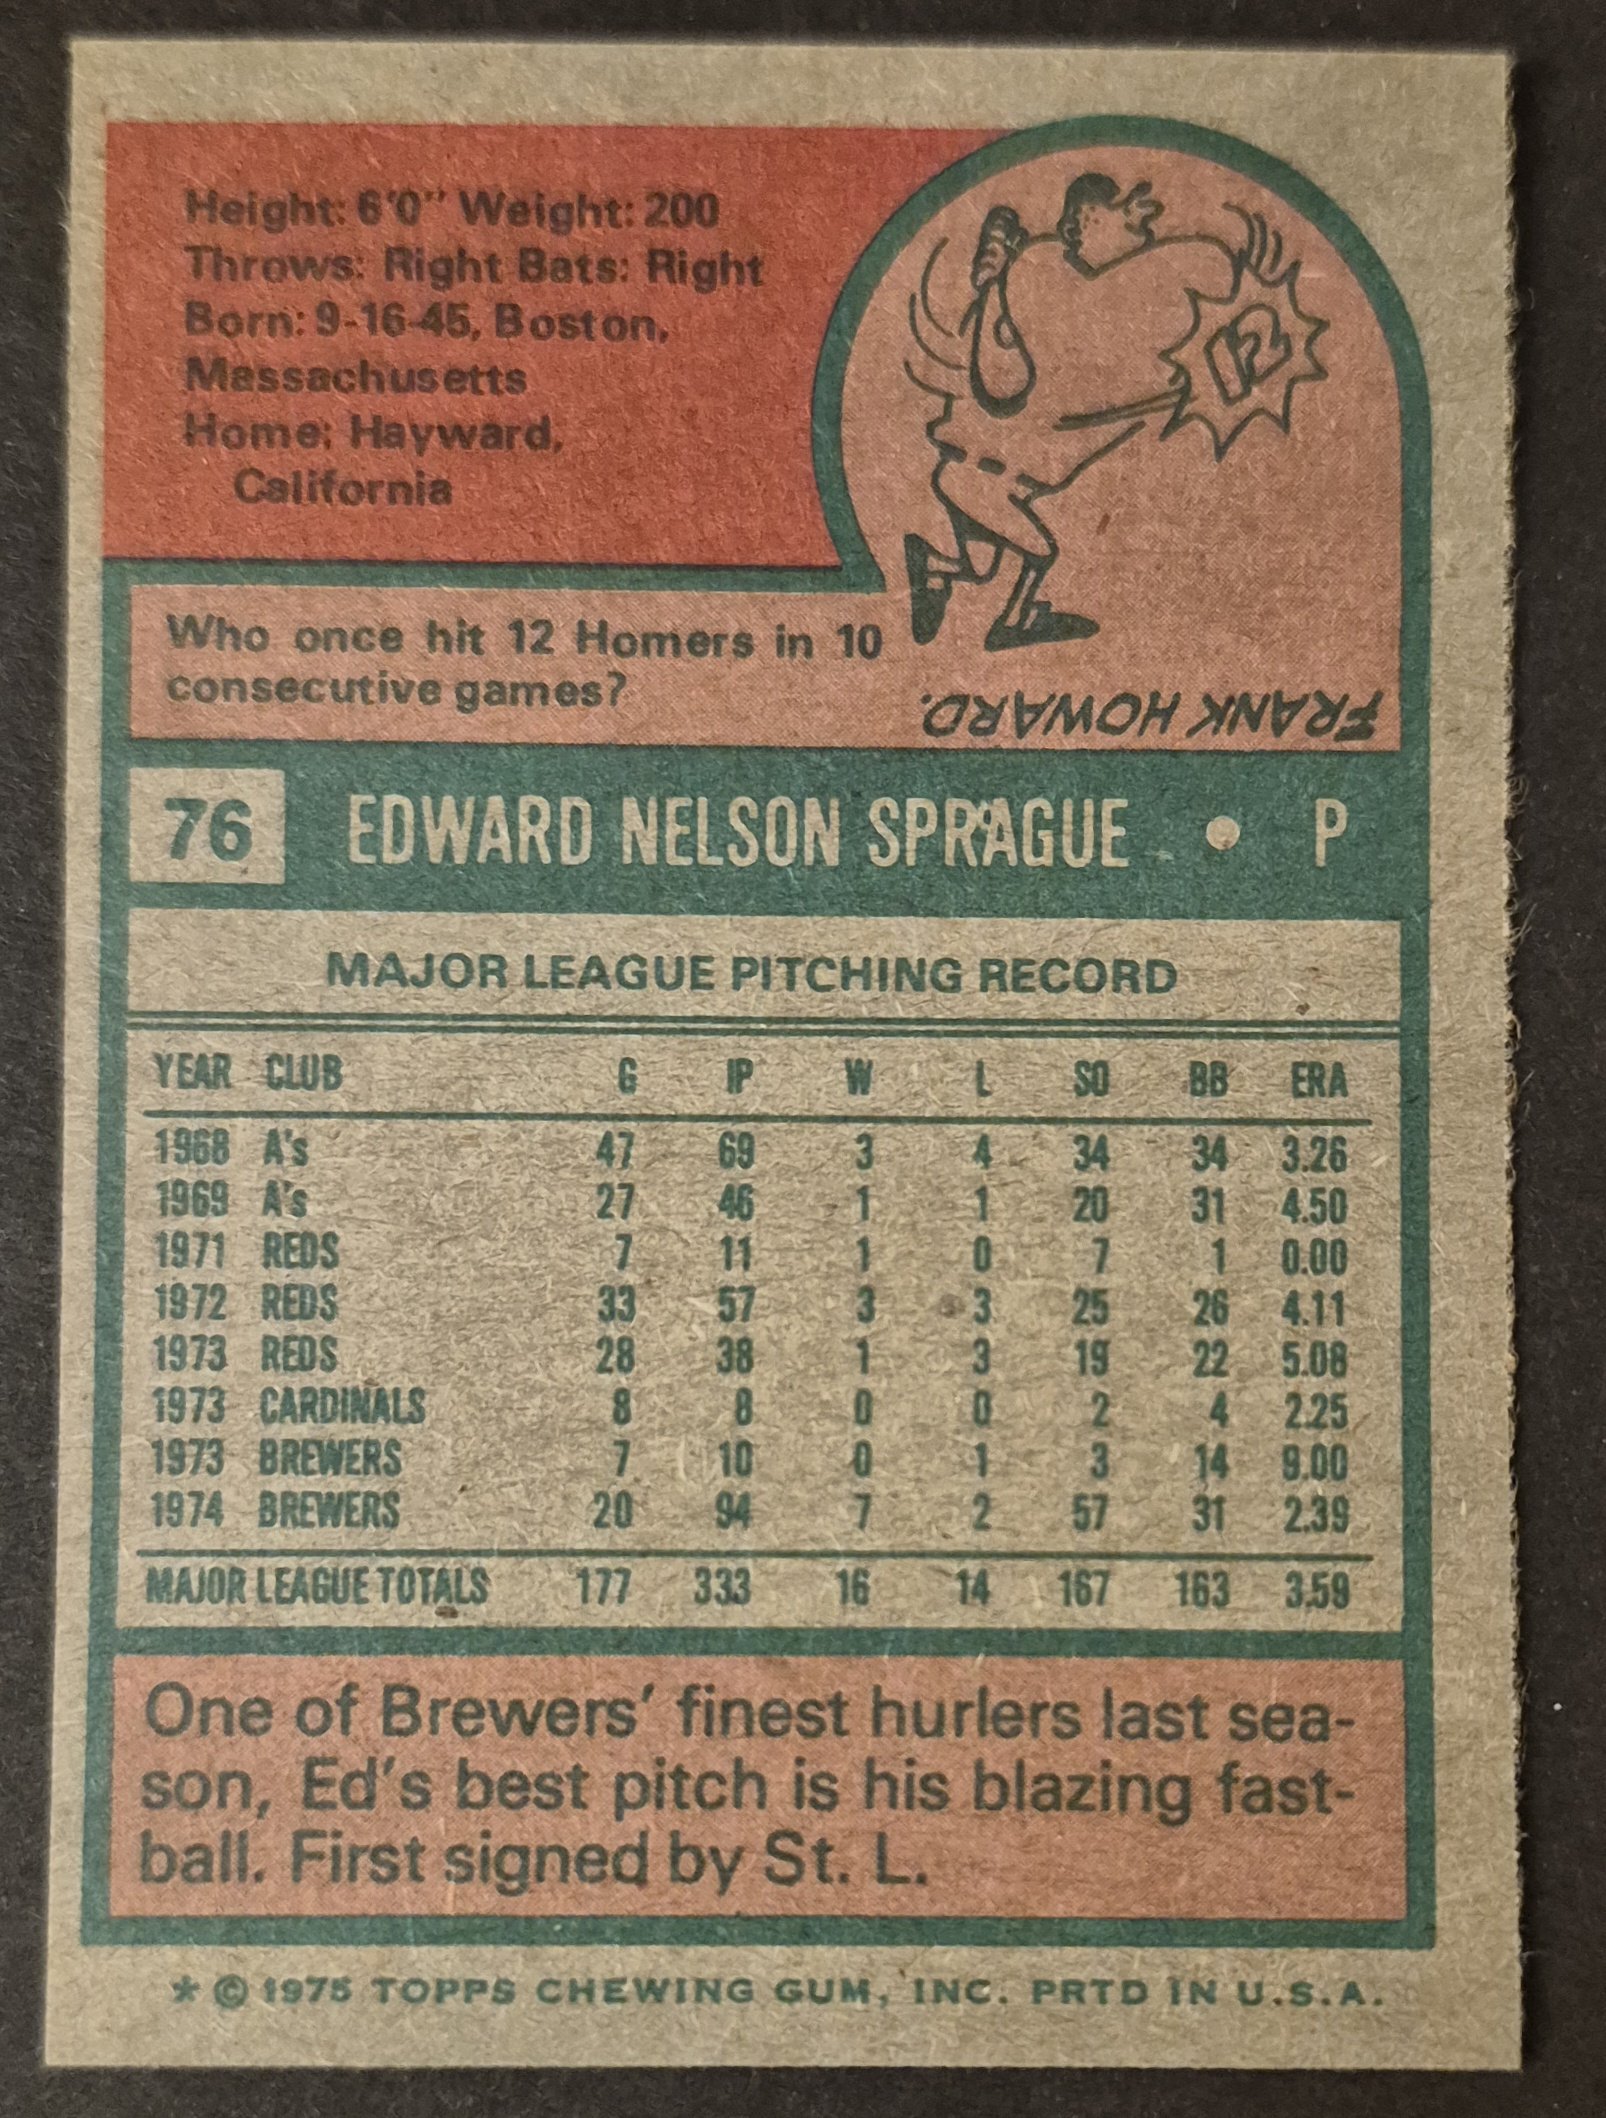 Height: 6'0" Weight: 200
Throws: Right Bats: Right
Born: 9-16-45, Boston,
Massachusetts
Home: Hayward,
California
12
Who once hit 12 Homers in 10
consecutive games?
FRANK HOWARD.
76 EDWARD NELSON SPRAGUE • P
MAJOR LEAGUE PITCHING RECORD
YEAR CLUB G IP W L SO BB ERA
1968 A's 47 69 3 4 34 34 3.26
1969 A's 27 46 1 1 20 31 4.50
1971 REDS 7 11 1 0 7 1 0.00
1972 REDS 33 57 3 3 25 26 4.11
1973 REDS 28 38 1 3 19 22 5.08
1973 CARDINALS 8 8 0 0 2 4 2.25
1973 BREWERS 7 10 0 1 3 14 9.00
1974 BREWERS 20 94 7 2 57 31 2.39
MAJOR LEAGUE TOTALS 177 333 16 14 167 163 3.59
One of Brewers' finest hurlers last sea-
son, Ed's best pitch is his blazing fast-
ball. First signed by St. L.
* © 1975 TOPPS CHEWING GUM, INC. PRTD IN U.S.A.